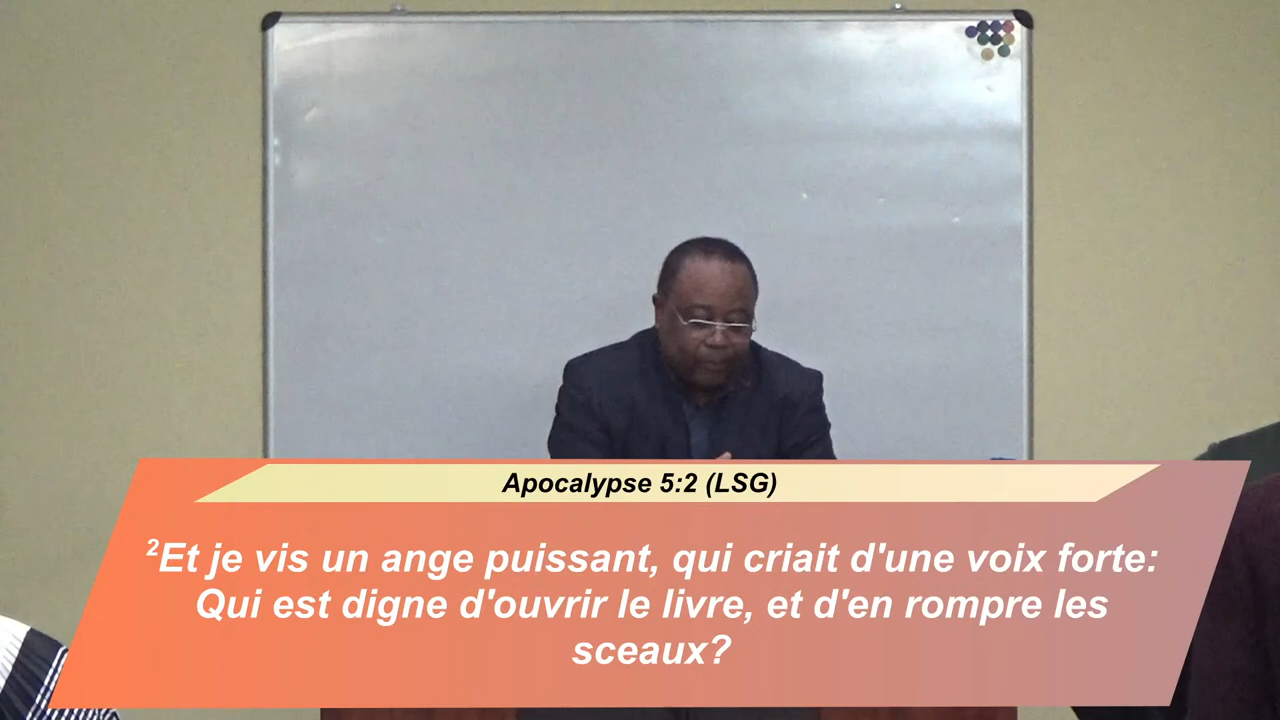 Apocalypse 5:2 (LSG)
²Et je vis un ange puissant, qui criait d'une voix forte:
Qui est digne d'ouvrir le livre, et d'en rompre les
sceaux?